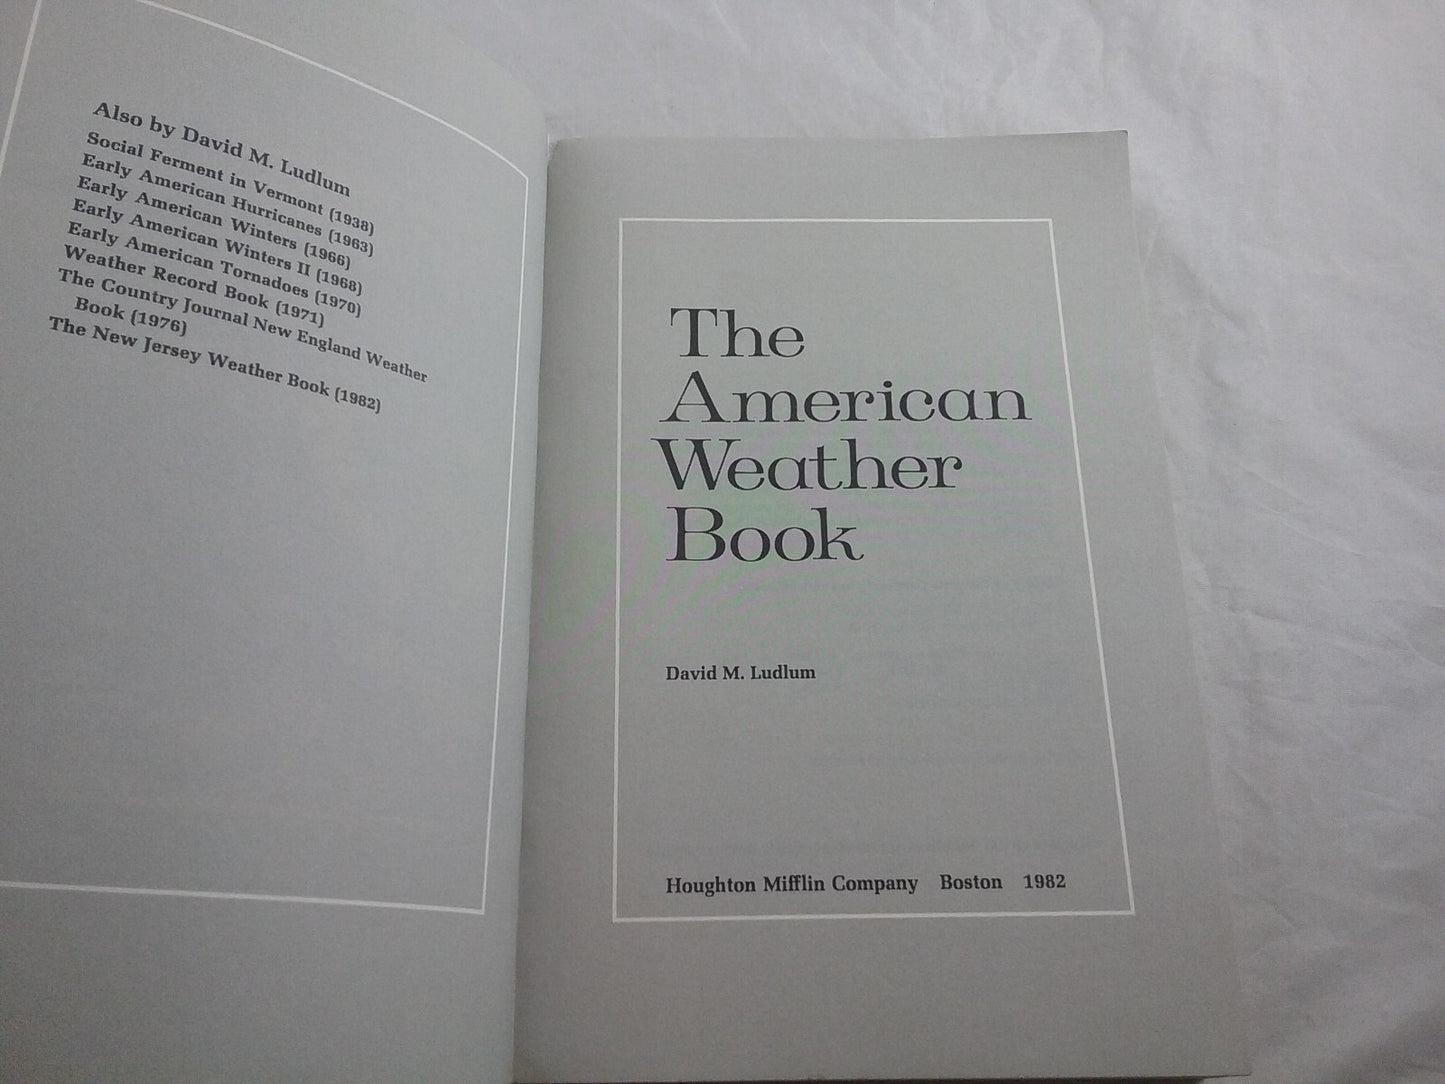 Also by David M. Ludlum
Social Ferment in Vermont (1938)
Early American Hurricanes (1963)
Early American Winters (1966)
Early American Winters II (1968)
Early American Tornadoes (1970)
Weather Record Book (1971)
The Country Journal New England Weather
Book (1976)
The New Jersey Weather Book (1982)
The
American
Weather
Book
David M. Ludlum
Houghton Mifflin Company Boston 1982